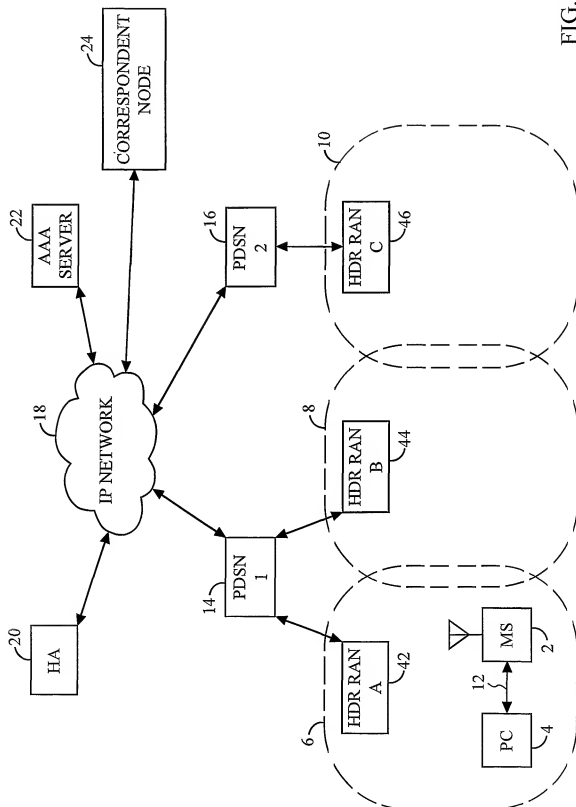 FIG.
24
CORRESPONDENT
NODE
22
AAA
SERVER
18
IP NETWORK
20
HA
16
PDSN
2
14
PDSN
1
10
HDR RAN
C
46
8
HDR RAN
B
44
6
HDR RAN
A
42
MS
2
12
PC
4